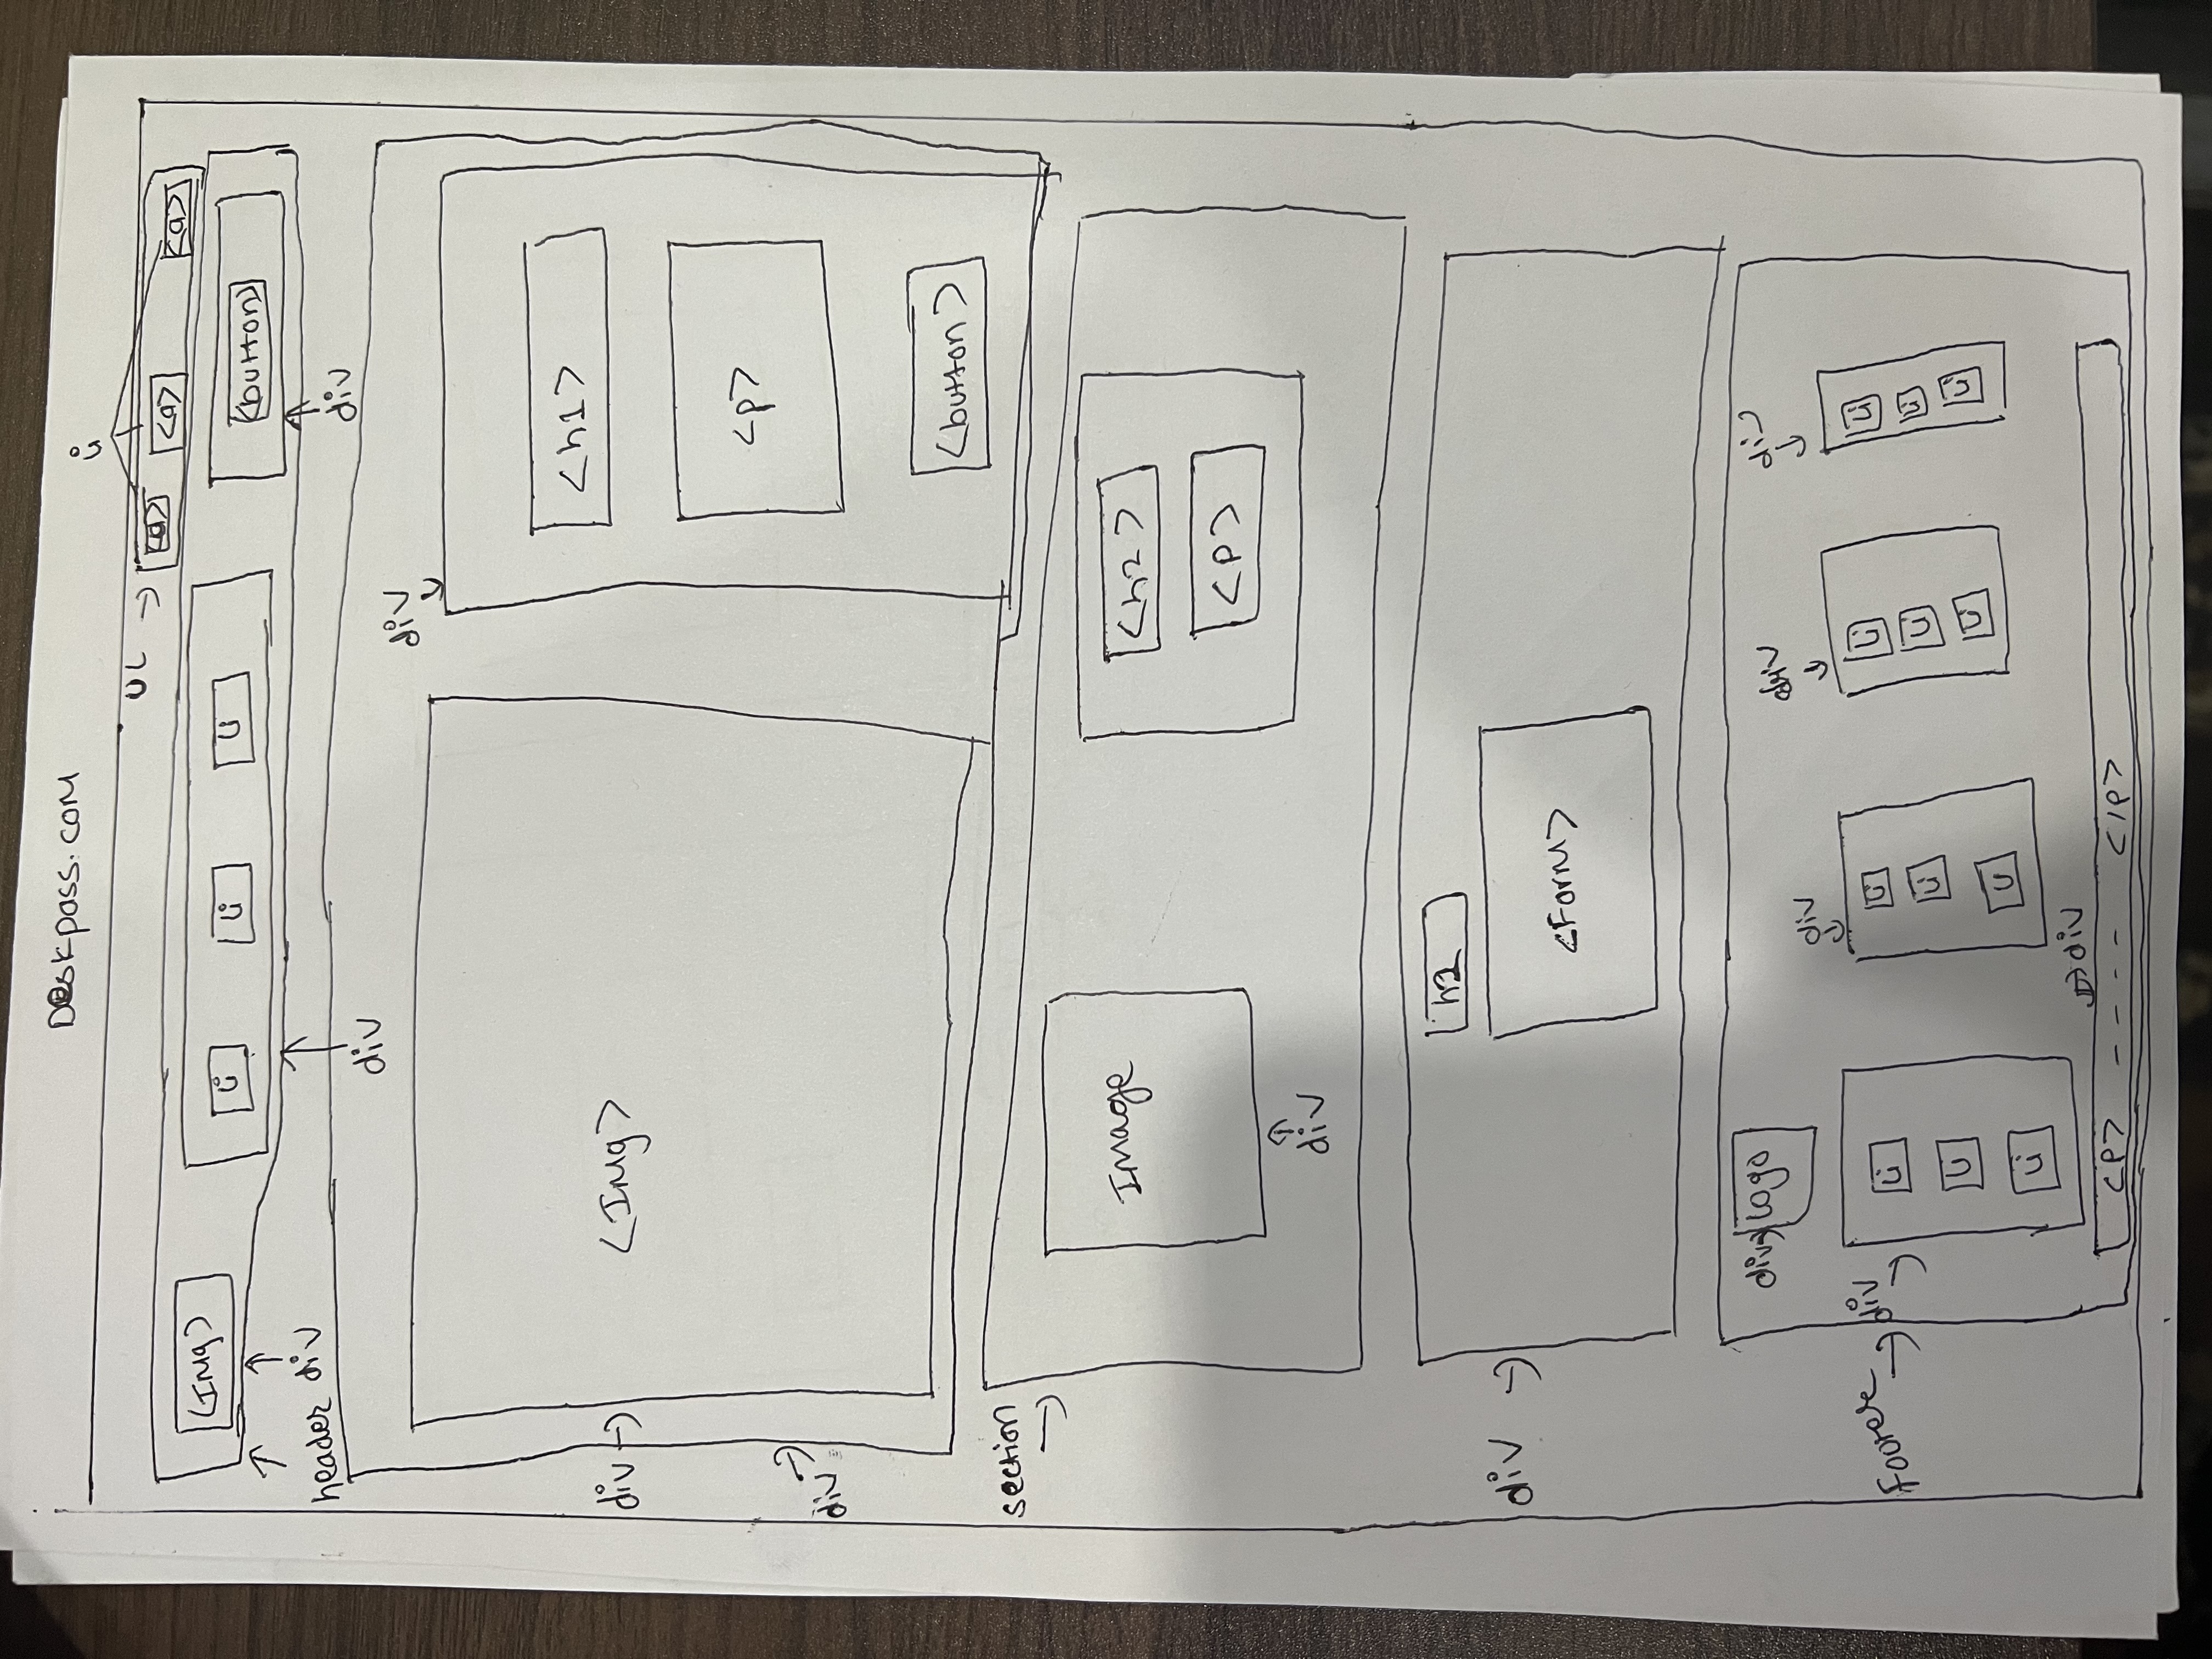 Deskpass.com
li
UL
<a> <a> <a>
<Img> li li li <button>
header div
div
div
div
<Img>
<h1>
div
<p>
div
<button>
section
Image
<h2>
<p>
div
h2
div
<Form>
div logo
div div div
div
Footer
li li li li
li li li li
li li li li
div
<p> - - - - </p>